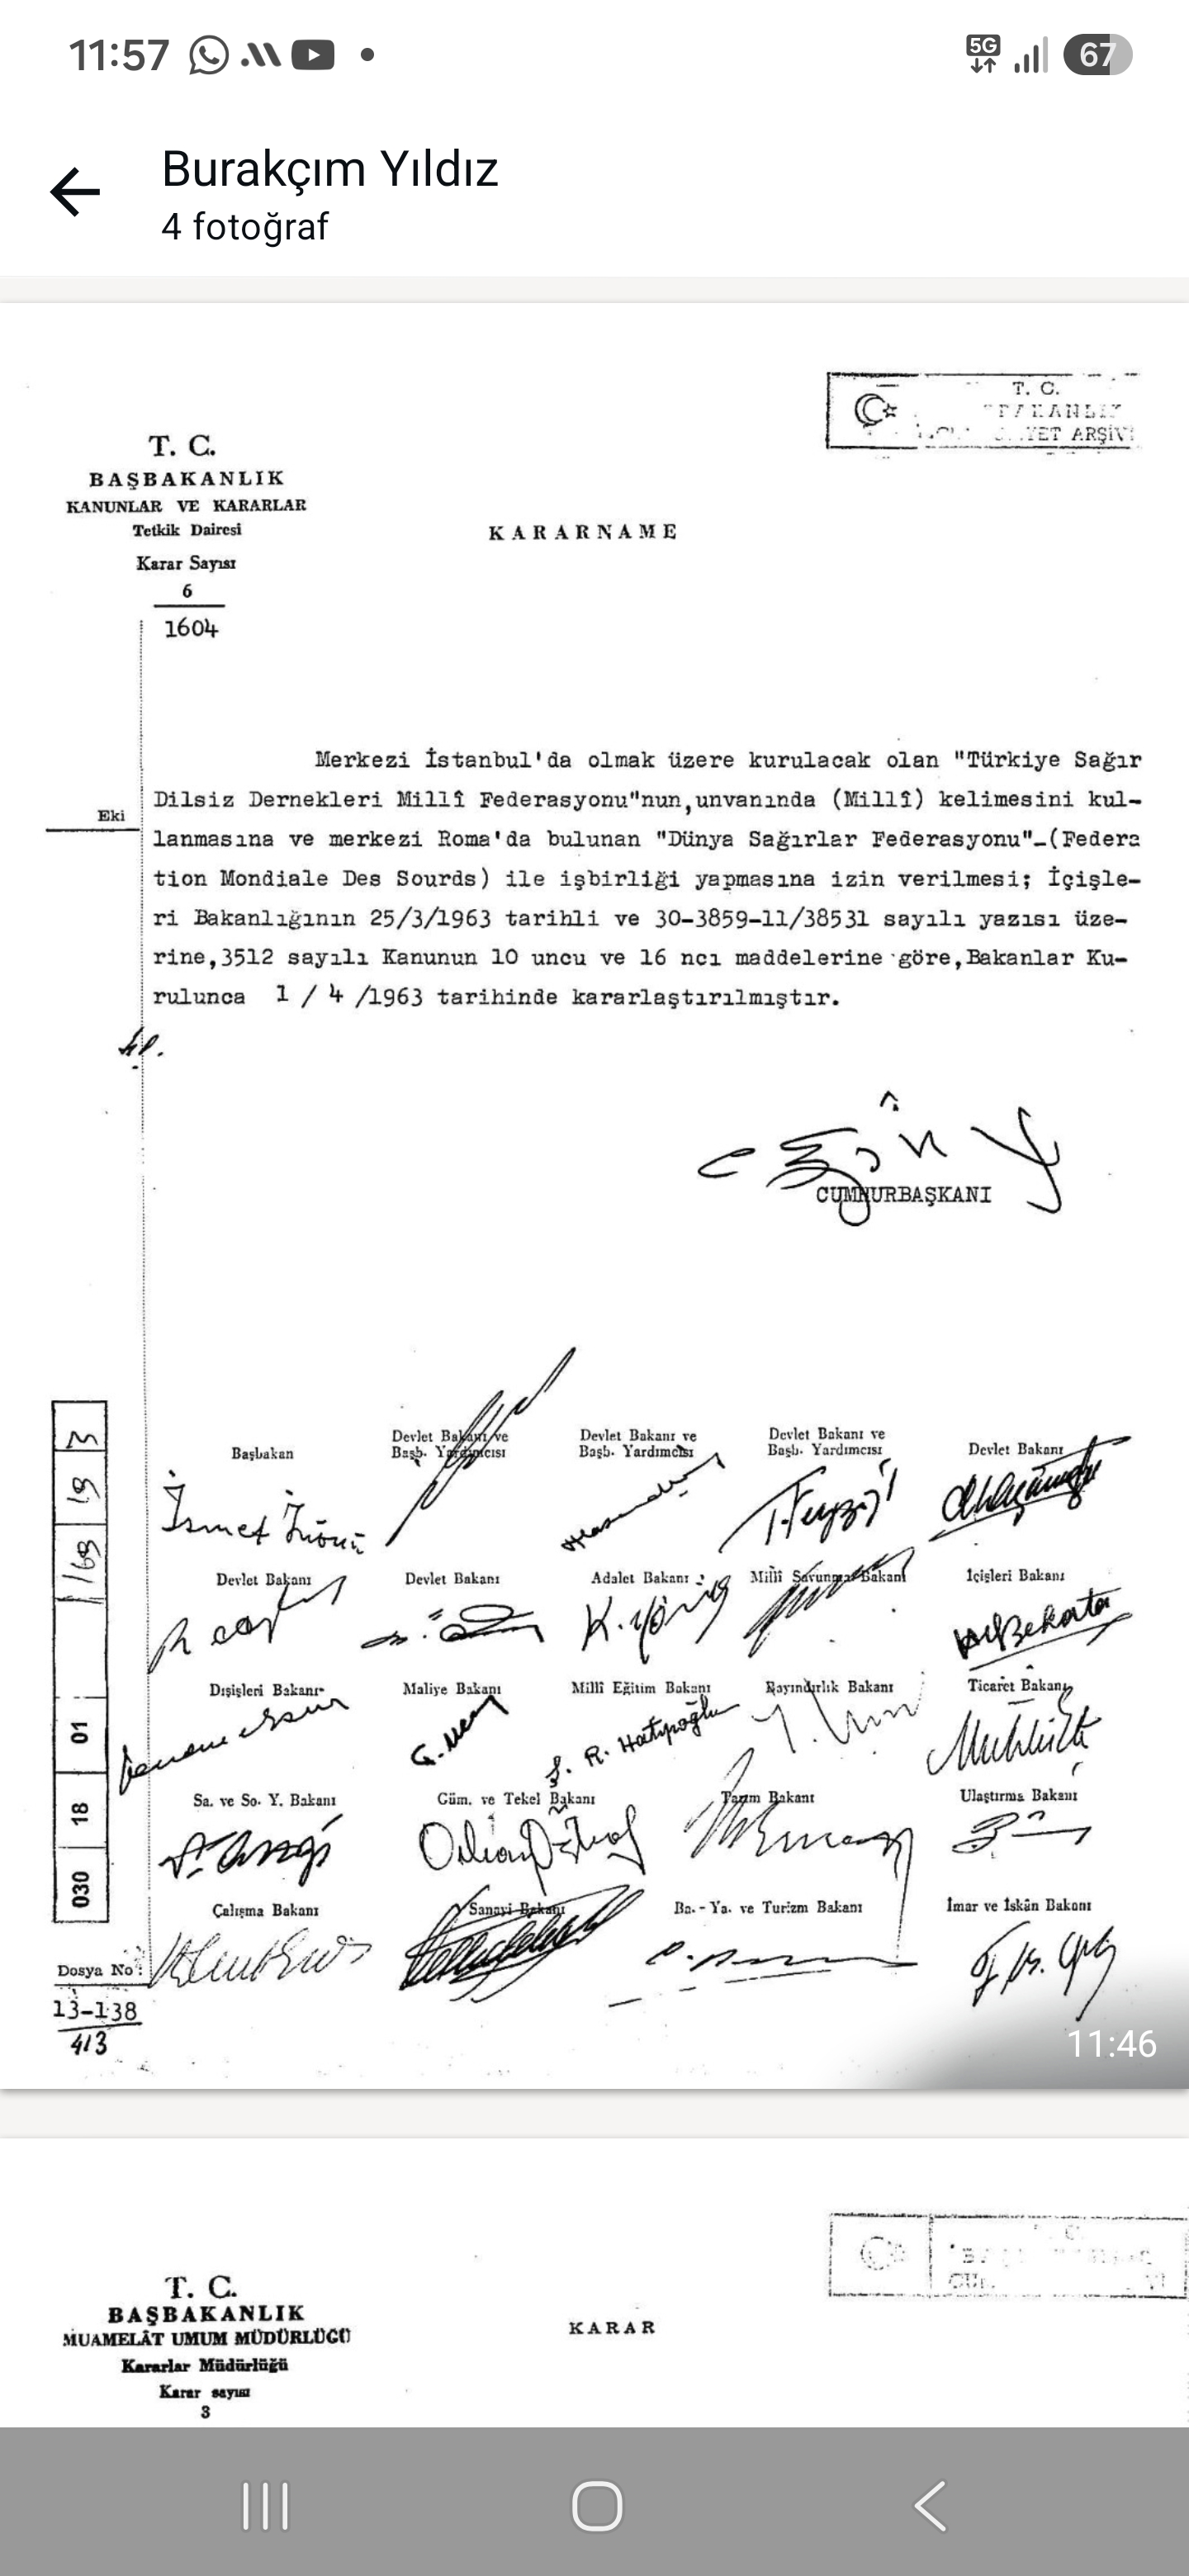 11:57
5G
67
Burakçım Yıldız
4 fotoğraf
T. C.
YET ARŞİVİ
T. C.
BAŞBAKANLIK
KANUNLAR VE KARARLAR
Tetkik Dairesi
Karar Sayısı
6
1604
KARARNAME
Merkezi İstanbul'da olmak üzere kurulacak olan "Türkiye Sağır
Dilsiz Dernekleri Millî Federasyonu"nun,unvanında (Millî) kelimesini kul-
lanmasına ve merkezi Roma'da bulunan "Dünya Sağırlar Federasyonu"-(Federa
tion Mondiale Des Sourds) ile işbirliği yapmasına izin verilmesi; İçişle-
ri Bakanlığının 25/3/1963 tarihli ve 30-3859-11/38531 sayılı yazısı üze-
rine,3512 sayılı Kanunun 10 uncu ve 16 ncı maddelerine göre,Bakanlar Ku-
rulunca 1 / 4 /1963 tarihinde kararlaştırılmıştır.
Eki
CUMHURBAŞKANI
Başbakan
Devlet Bakanı ve
Başb. Yardımcısı
Devlet Bakanı ve
Başb. Yardımcısı
Devlet Bakanı ve
Başb. Yardımcısı
Devlet Bakanı
İsmet İnönü
Devlet Bakanı
Devlet Bakanı
Adalet Bakanı
Millî Savunma Bakanı
İçişleri Bakanı
K. Yörük
Dışişleri Bakanı
Maliye Bakanı
Millî Eğitim Bakanı
Bayındırlık Bakanı
Ticaret Bakanı
Ş. R. Hatipoğlu
Sa. ve So. Y. Bakanı
Güm. ve Tekel Bakanı
Tarım Bakanı
Ulaştırma Bakanı
Çalışma Bakanı
Sanayi Bakanı
Ba. - Ya. ve Turizm Bakanı
İmar ve İskân Bakanı
030 18 01
Dosya No :
13-138
413
11:46
T. C.
BAŞBAKANLIK
MUAMELÂT UMUM MÜDÜRLÜĞÜ
Kararlar Müdürlüğü
Karar sayısı
3
KARAR